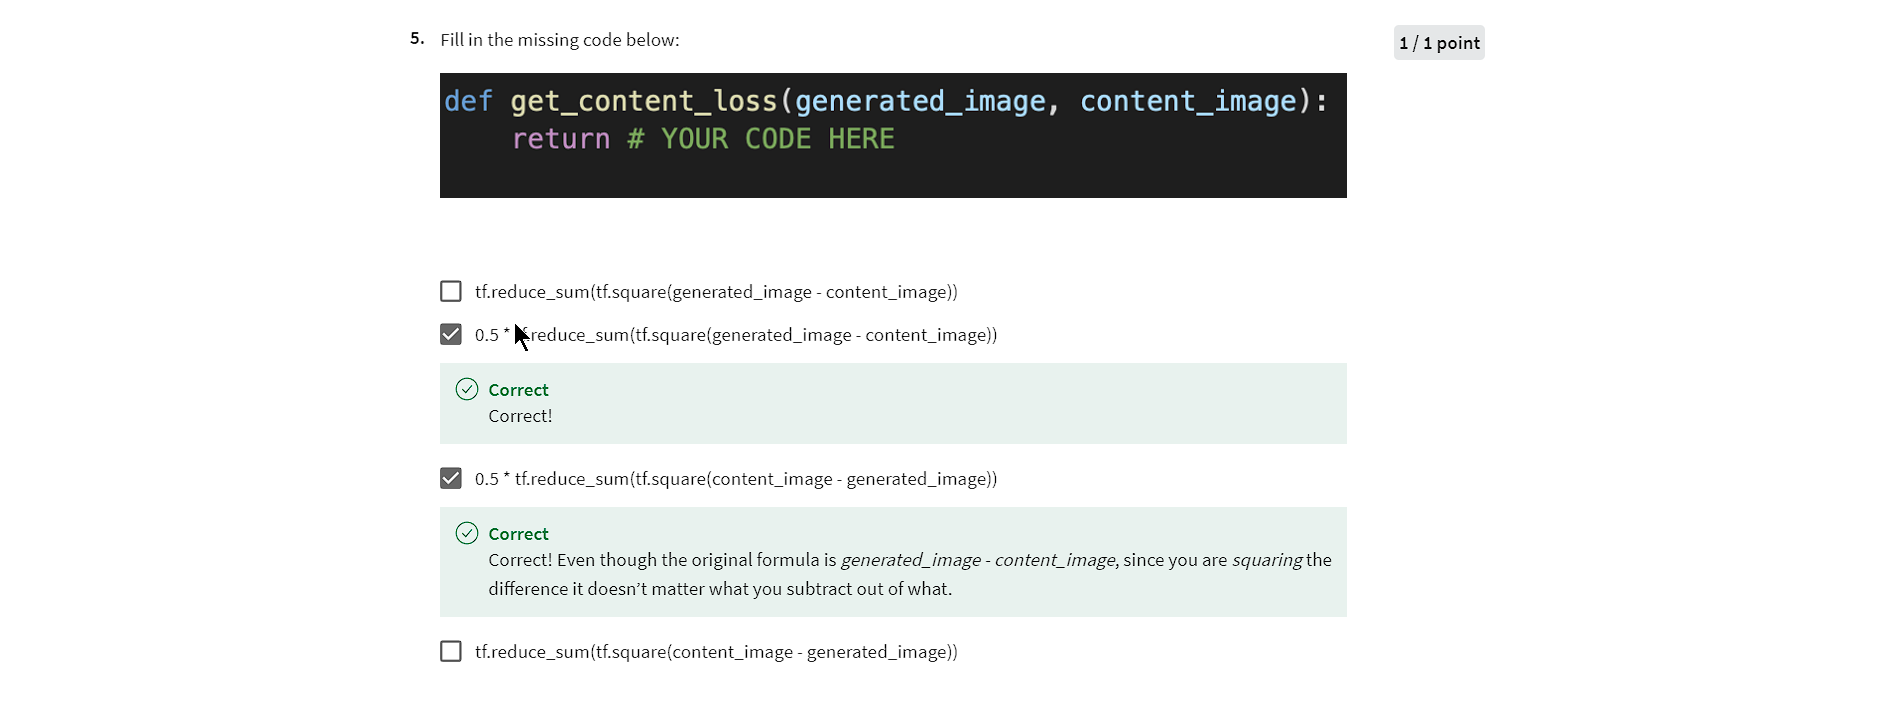 5. Fill in the missing code below:
1 / 1 point
def get_content_loss(generated_image, content_image):
    return # YOUR CODE HERE
tf.reduce_sum(tf.square(generated_image - content_image))
0.5 * tf.reduce_sum(tf.square(generated_image - content_image))
Correct
Correct!
0.5 * tf.reduce_sum(tf.square(content_image - generated_image))
Correct
Correct! Even though the original formula is generated_image - content_image, since you are squaring the
difference it doesn’t matter what you subtract out of what.
tf.reduce_sum(tf.square(content_image - generated_image))